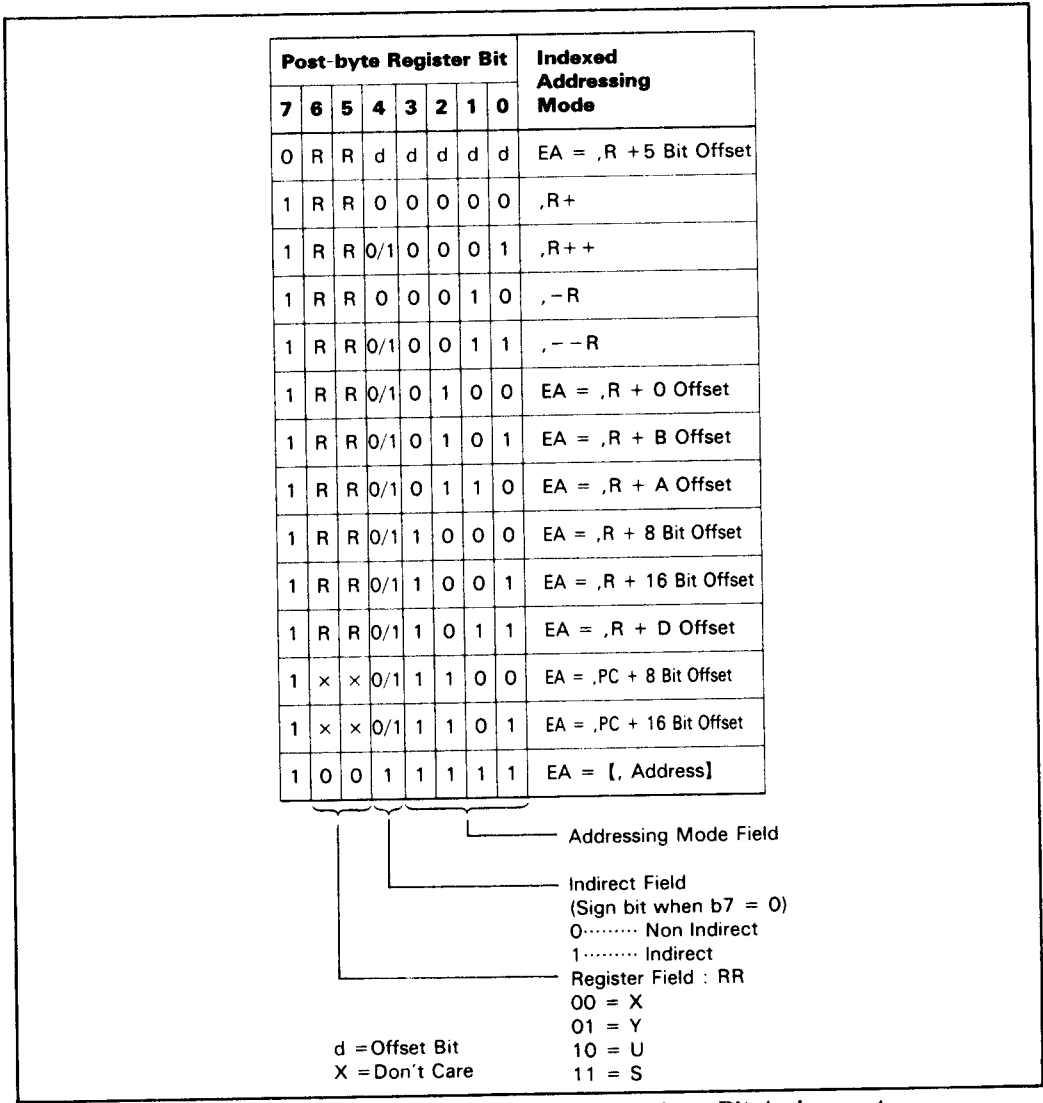 Post-byte Register Bit Indexed Addressing Mode
7 6 5 4 3 2 1 0
0 R R d d d d d EA = ,R +5 Bit Offset
1 R R 0 0 0 0 0 ,R+
1 R R 0/1 0 0 0 1 ,R++
1 R R 0 0 0 1 0 ,-R
1 R R 0/1 0 0 1 1 ,--R
1 R R 0/1 0 1 0 0 EA = ,R + 0 Offset
1 R R 0/1 0 1 0 1 EA = ,R + B Offset
1 R R 0/1 0 1 1 0 EA = ,R + A Offset
1 R R 0/1 1 0 0 0 EA = ,R + 8 Bit Offset
1 R R 0/1 1 0 0 1 EA = ,R + 16 Bit Offset
1 R R 0/1 1 0 1 1 EA = ,R + D Offset
1 × × 0/1 1 1 0 0 EA = ,PC + 8 Bit Offset
1 × × 0/1 1 1 0 1 EA = ,PC + 16 Bit Offset
1 0 0 1 1 1 1 1 EA = [, Address]
Addressing Mode Field
Indirect Field
(Sign bit when b7 = 0)
0········· Non Indirect
1········· Indirect
Register Field : RR
00 = X
01 = Y
d =Offset Bit 10 = U
X =Don't Care 11 = S